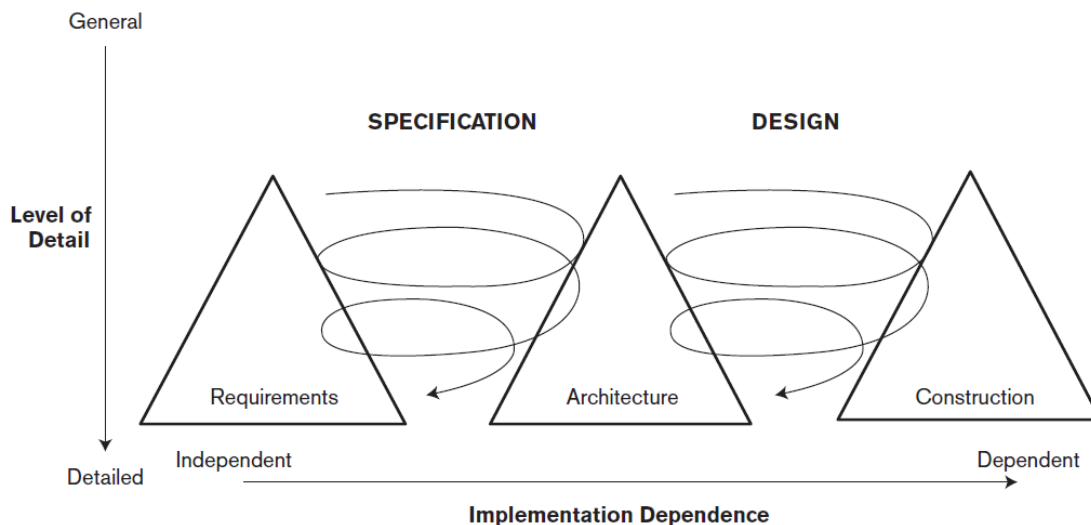 General
SPECIFICATION
DESIGN
Level of
Detail
Requirements
Architecture
Construction
Detailed
Independent
Dependent
Implementation Dependence